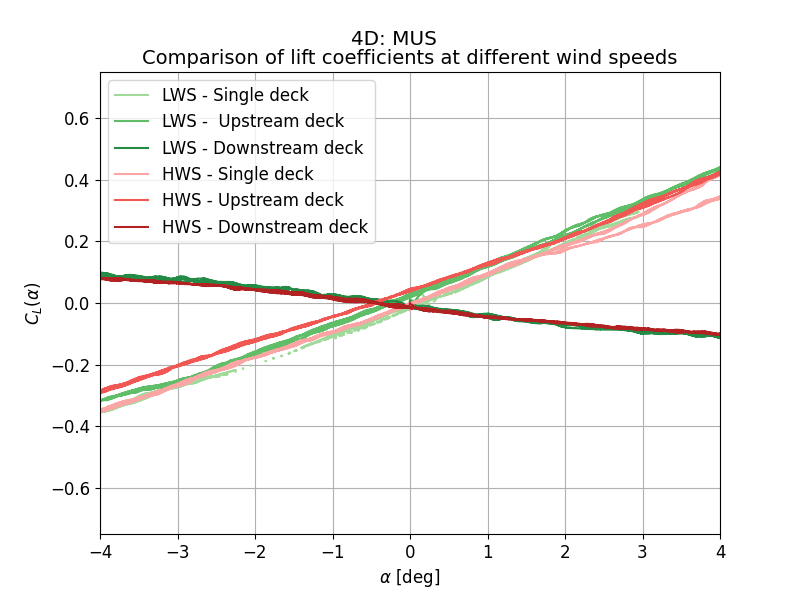 4D: MUS
Comparison of lift coefficients at different wind speeds
LWS - Single deck
LWS -  Upstream deck
LWS - Downstream deck
HWS - Single deck
HWS - Upstream deck
HWS - Downstream deck
0.6
0.4
0.2
0.0
−0.2
−0.4
−0.6
C_L(α)
−4 −3 −2 −1 0 1 2 3 4
α [deg]